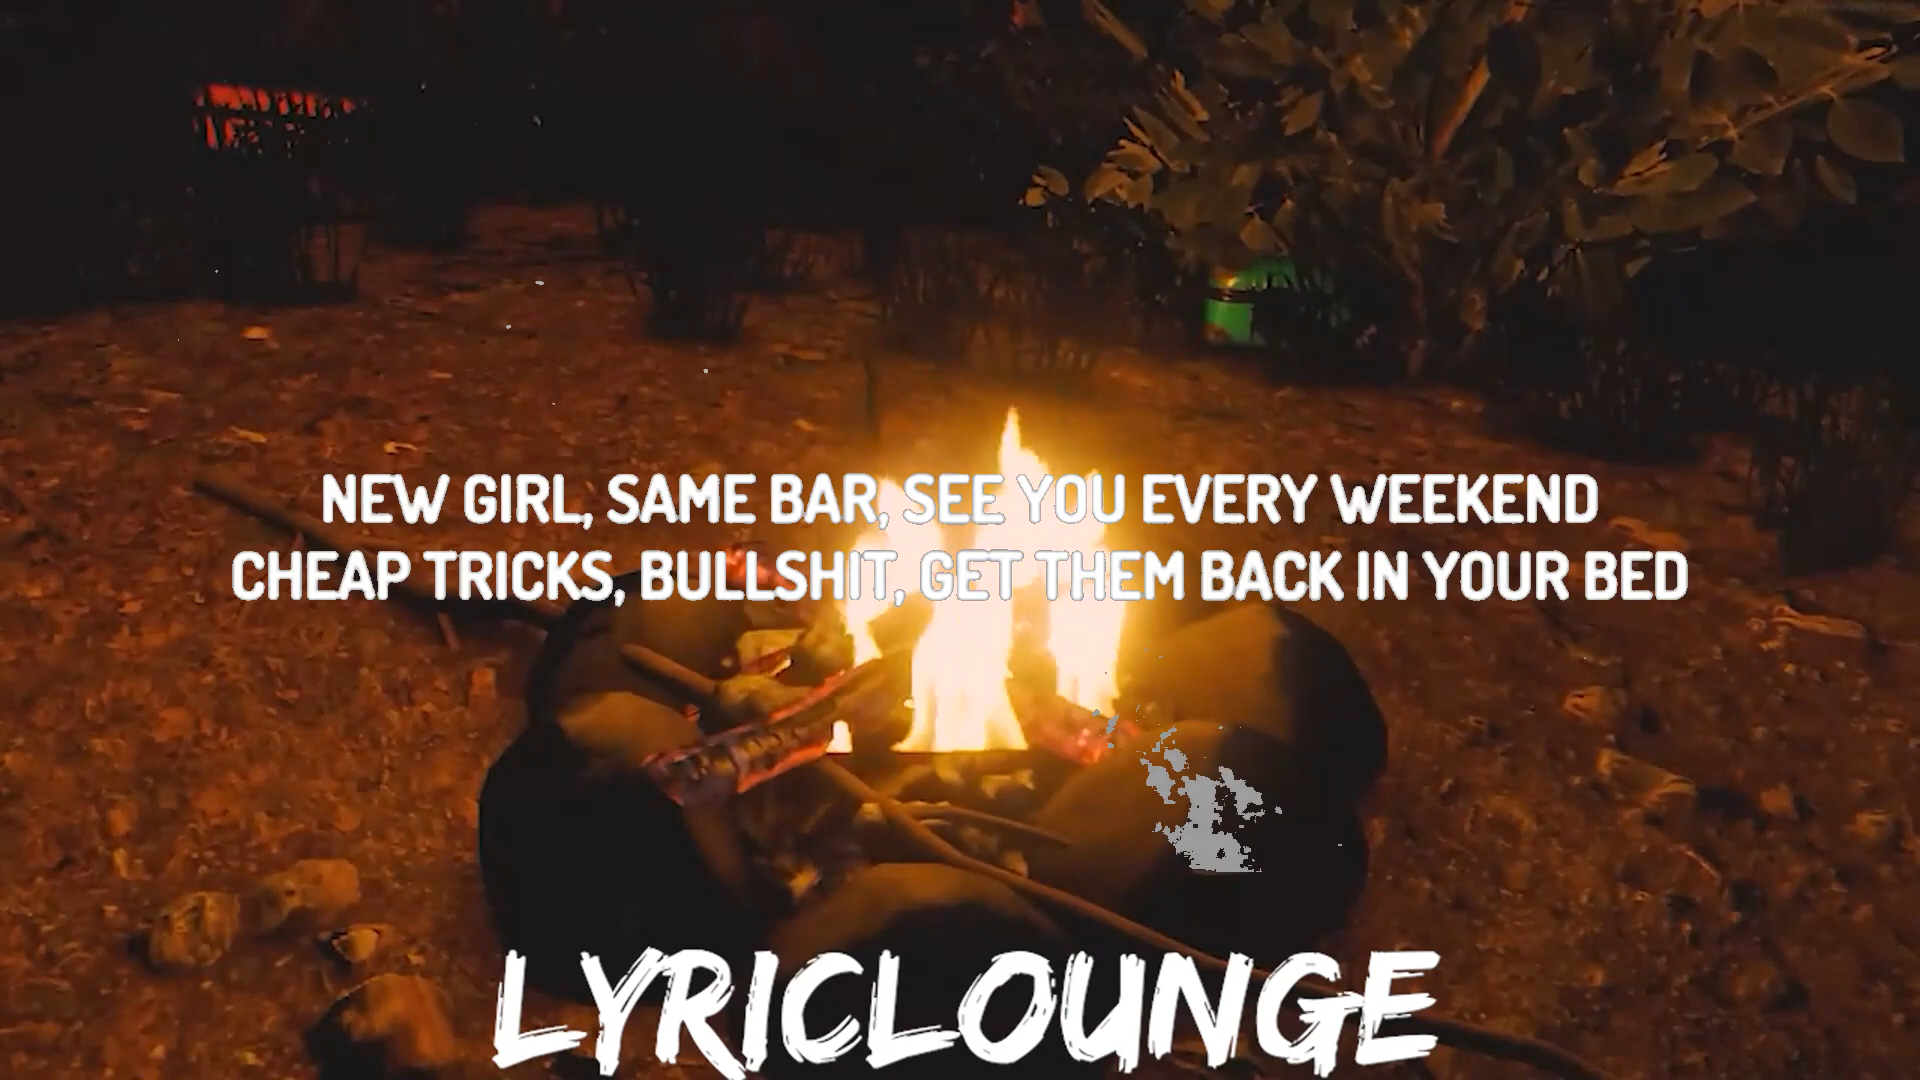 NEW GIRL, SAME BAR, SEE YOU EVERY WEEKEND
CHEAP TRICKS, BULLSHIT, GET THEM BACK IN YOUR BED
LYRICLOUNGE